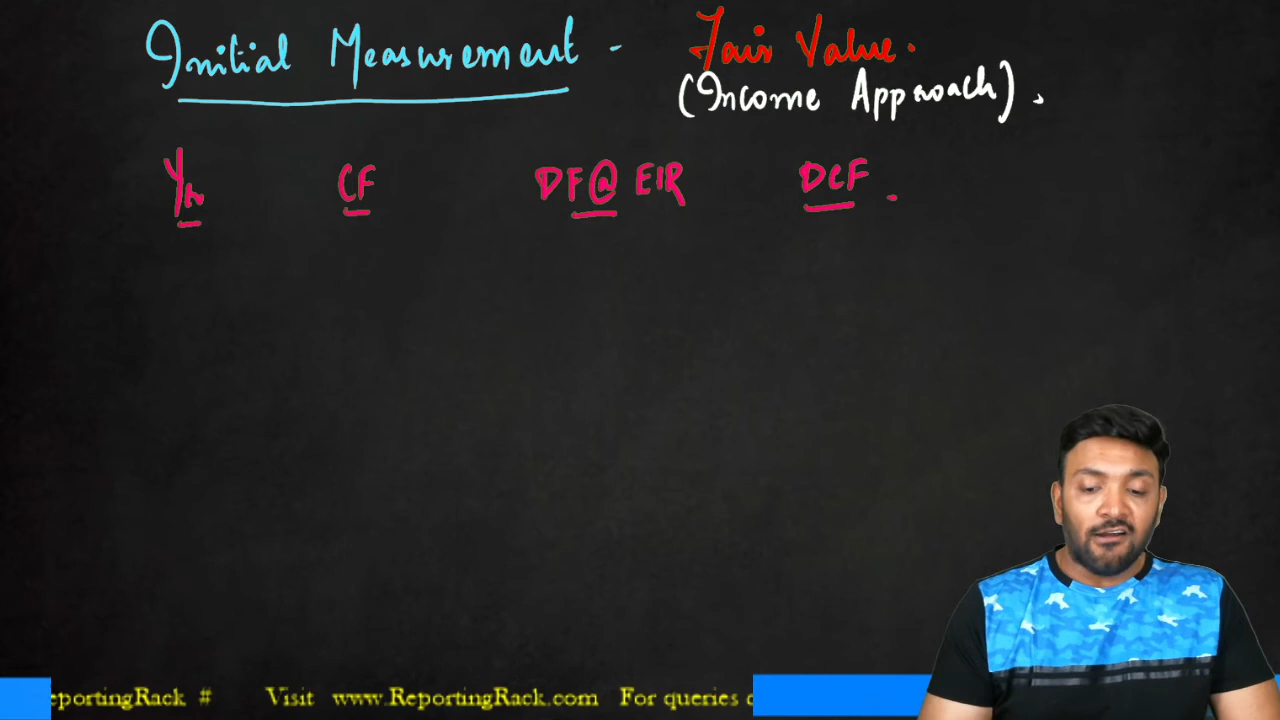 Initial Measurement - Fair Value.
(Income Approach).
Yr CF DF@ EIR DCF.
eportingRack # Visit www.ReportingRack.com For queries